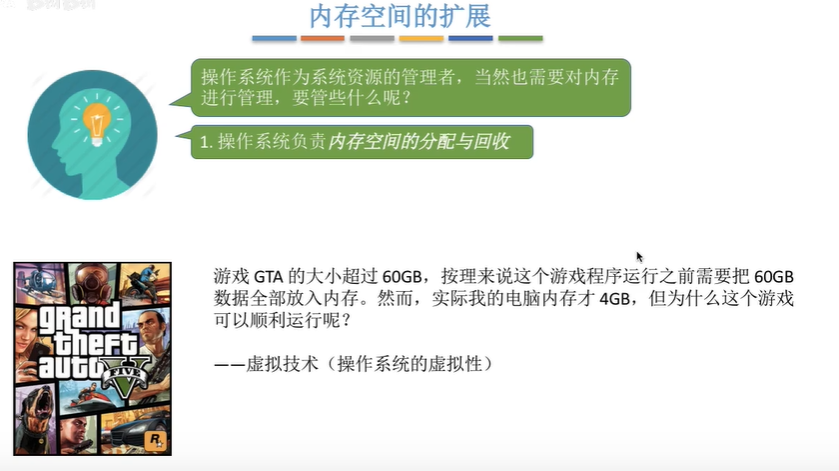 内存空间的扩展
操作系统作为系统资源的管理者，当然也需要对内存
进行管理，要管些什么呢？
1. 操作系统负责内存空间的分配与回收
游戏 GTA 的大小超过 60GB，按理来说这个游戏程序运行之前需要把 60GB
数据全部放入内存。然而，实际我的电脑内存才 4GB，但为什么这个游戏
可以顺利运行呢？
——虚拟技术（操作系统的虚拟性）
grand
theft
auto
V
FIVE
R